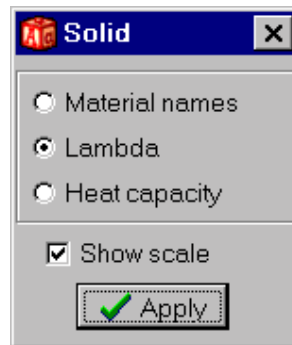 Solid
Material names
Lambda
Heat capacity
Show scale
Apply